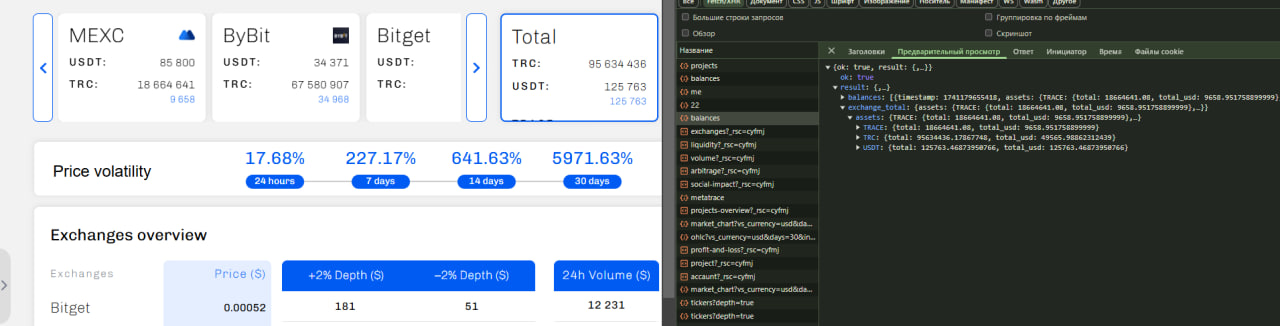 MEXC
USDT: 85 800
TRC: 18 664 641
9 658
ByBit
USDT: 34 371
TRC: 67 580 907
34 968
Bitget
USDT:
TRC:
Total
TRC: 95 634 436
USDT: 125 763
125 763
Price volatility
17.68% 227.17% 641.63% 5971.63%
24 hours 7 days 14 days 30 days
Exchanges overview
Exchanges Price ($) +2% Depth ($) −2% Depth ($) 24h Volume ($)
Bitget 0.00052 181 51 12 231
Все Fetch/XHR Документ CSS JS Шрифт Изображение Носитель Манифест WS Wasm Другое
Большие строки запросов Группировка по фреймам
Обзор Скриншот
Название
projects
balances
me
22
balances
exchanges?_rsc=cyfmj
liquidity?_rsc=cyfmj
volume?_rsc=cyfmj
arbitrage?_rsc=cyfmj
social-impact?_rsc=cyfmj
metatrace
projects-overview?_rsc=cyfmj
market_chart?vs_currency=usd&da...
ohlc?vs_currency=usd&days=30&in...
profit-and-loss?_rsc=cyfmj
project?_rsc=cyfmj
accaunt?_rsc=cyfmj
market_chart?vs_currency=usd&da...
tickers?depth=true
tickers?depth=true
Заголовки Предварительный просмотр Ответ Инициатор Время Файлы cookie
{ok: true, result: {,…}}
ok: true
result: {,…}
balances: [{timestamp: 1741179655418, assets: {TRACE: {total: 18664641.08, total_usd: 9658.951758899999}
exchange_total: {assets: {TRACE: {total: 18664641.08, total_usd: 9658.951758899999},…}}
assets: {TRACE: {total: 18664641.08, total_usd: 9658.951758899999},…}
TRACE: {total: 18664641.08, total_usd: 9658.951758899999}
TRC: {total: 95634436.17867748, total_usd: 49565.98862312439}
USDT: {total: 125763.46873950766, total_usd: 125763.46873950766}